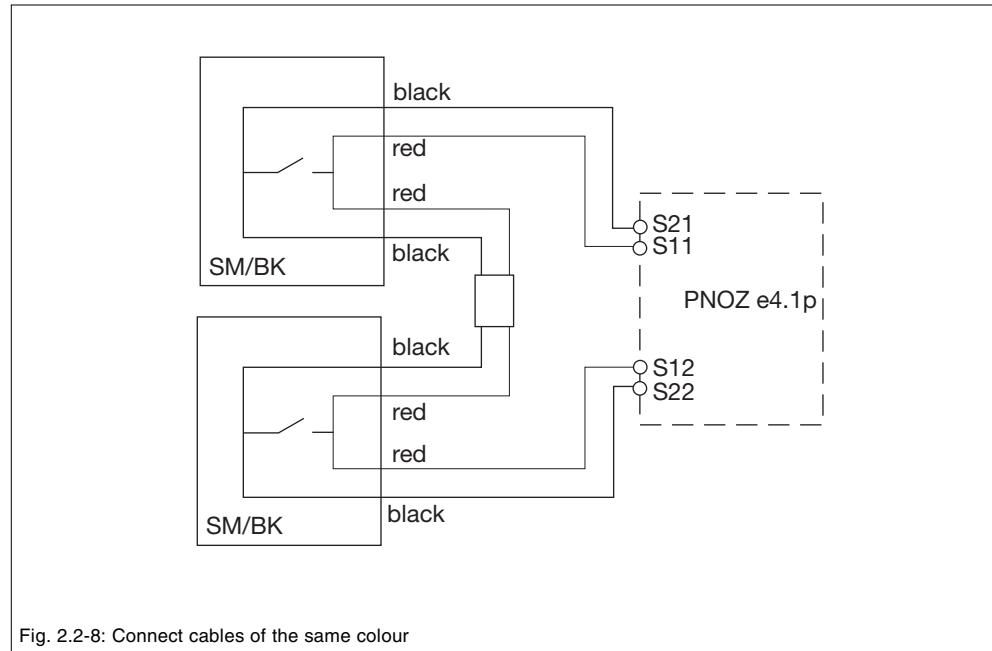 black
red
red
black
SM/BK
S21
S11
PNOZ e4.1p
black
red
red
black
SM/BK
S12
S22
Fig. 2.2-8: Connect cables of the same colour